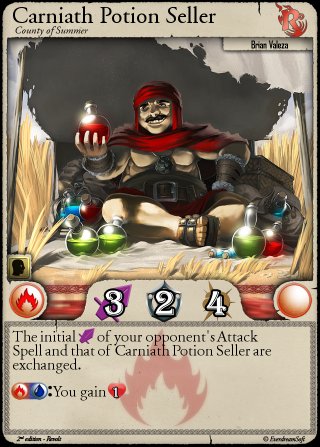 Carniath Potion Seller
County of Summer
Brian Valeza
3 2 4
The initial of your opponent's Attack
Spell and that of Carniath Potion Seller are
exchanged.
:You gain 1
2nd edition - Revolt
© EverdreamSoft